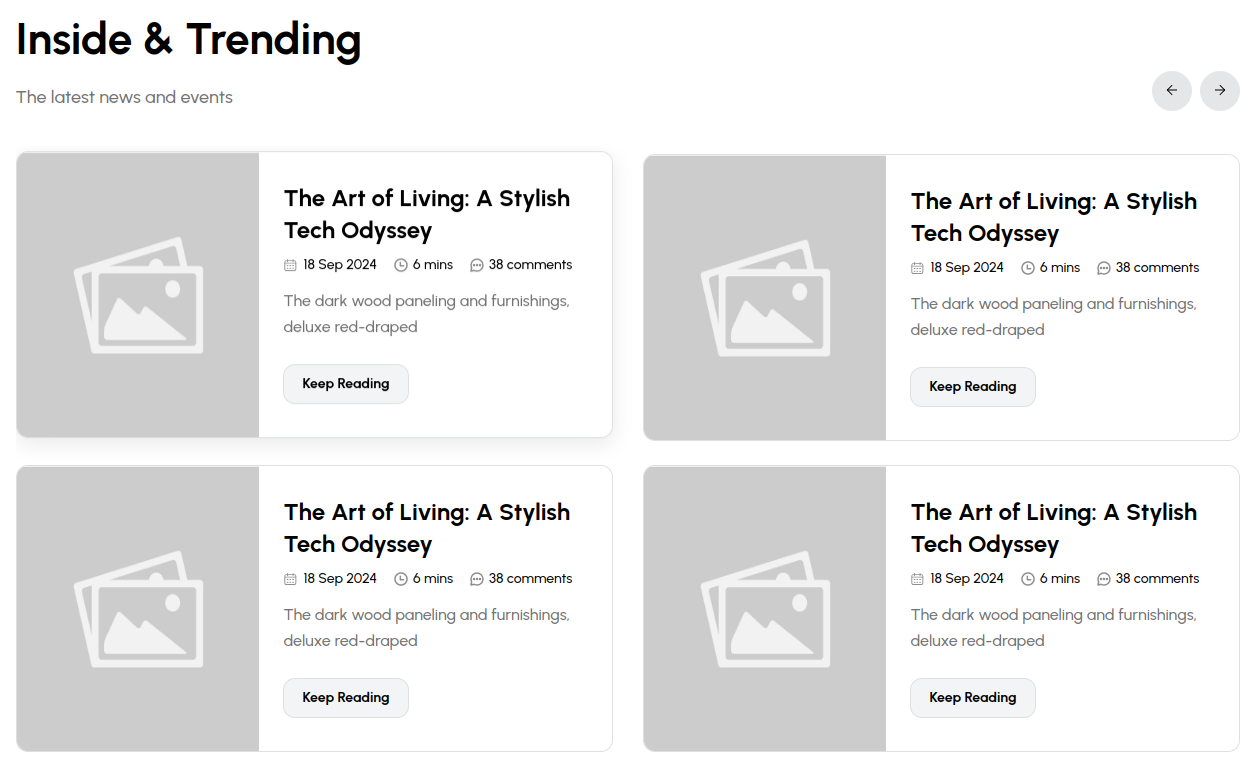 Inside & Trending
The latest news and events
The Art of Living: A Stylish
Tech Odyssey
18 Sep 2024 6 mins 38 comments
The dark wood paneling and furnishings,
deluxe red-draped
Keep Reading
The Art of Living: A Stylish
Tech Odyssey
18 Sep 2024 6 mins 38 comments
The dark wood paneling and furnishings,
deluxe red-draped
Keep Reading
The Art of Living: A Stylish
Tech Odyssey
18 Sep 2024 6 mins 38 comments
The dark wood paneling and furnishings,
deluxe red-draped
Keep Reading
The Art of Living: A Stylish
Tech Odyssey
18 Sep 2024 6 mins 38 comments
The dark wood paneling and furnishings,
deluxe red-draped
Keep Reading